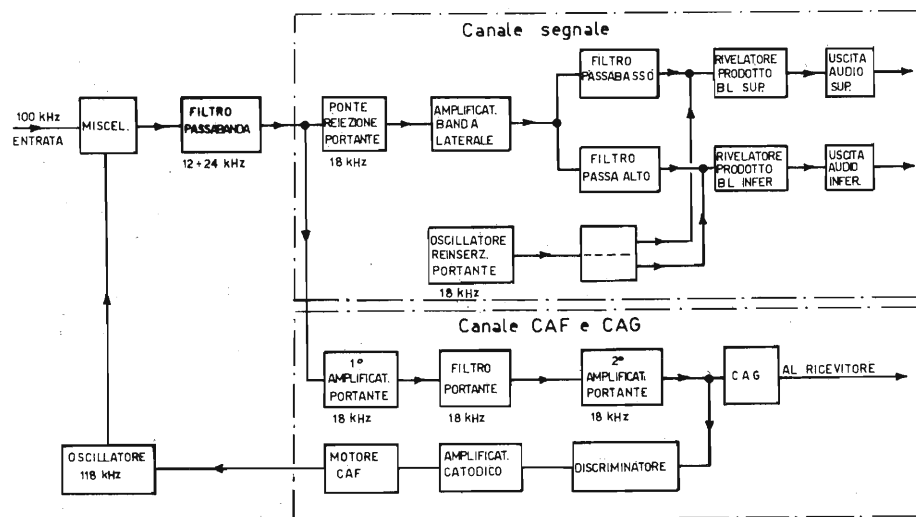 Canale segnale
100 kHz
ENTRATA
MISCEL.
FILTRO
PASSABANDA
12÷24 kHz
PONTE
REIEZIONE
PORTANTE
18 kHz
AMPLIFICAT.
BANDA
LATERALE
FILTRO
PASSABASSO
RIVELATORE
PRODOTTO
BL SUP.
USCITA
AUDIO
SUP.
FILTRO
PASSA ALTO
RIVELATORE
PRODOTTO
BL INFER.
USCITA
AUDIO
INFER.
OSCILLATORE
REINSERZ.
PORTANTE
18 kHz
Canale CAF e CAG
1°
AMPLIFICAT.
PORTANTE
18 kHz
FILTRO
PORTANTE
18 kHz
2°
AMPLIFICAT.
PORTANTE
18 kHz
CAG
AL RICEVITORE
OSCILLATORE
118 kHz
MOTORE
CAF
AMPLIFICAT.
CATODICO
DISCRIMINATORE